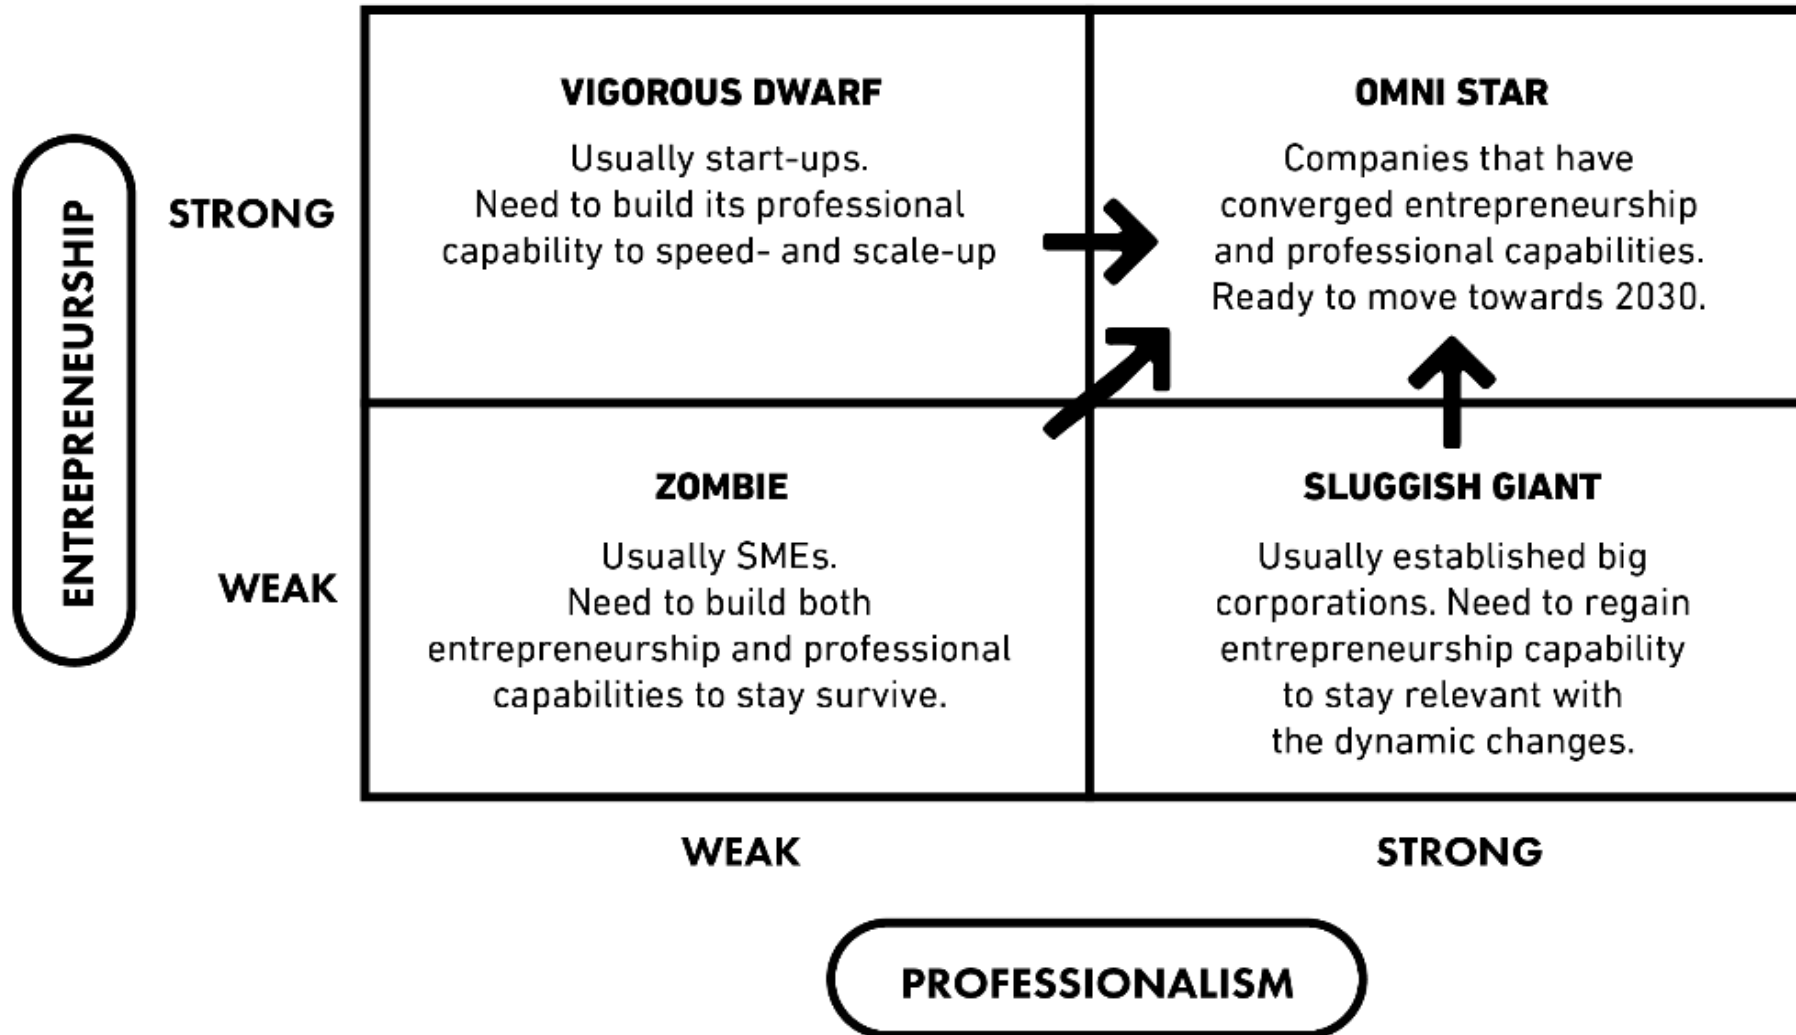 ENTREPRENEURSHIP
STRONG
VIGOROUS DWARF
Usually start-ups.
Need to build its professional
capability to speed- and scale-up
OMNI STAR
Companies that have
converged entrepreneurship
and professional capabilities.
Ready to move towards 2030.
WEAK
ZOMBIE
Usually SMEs.
Need to build both
entrepreneurship and professional
capabilities to stay survive.
SLUGGISH GIANT
Usually established big
corporations. Need to regain
entrepreneurship capability
to stay relevant with
the dynamic changes.
WEAK
STRONG
PROFESSIONALISM